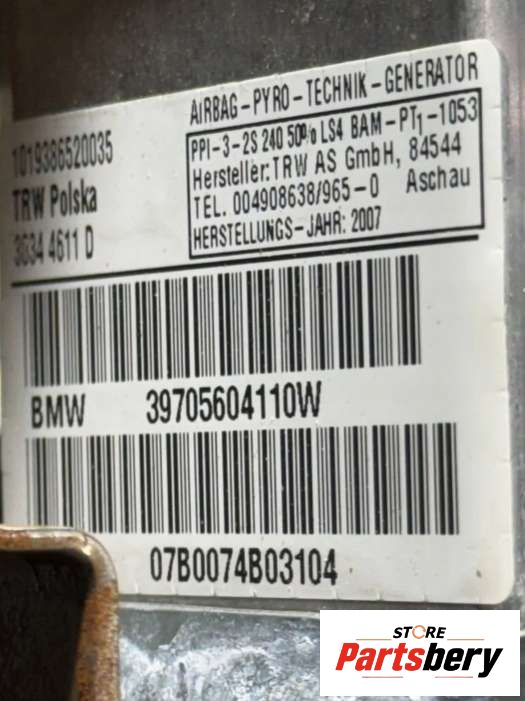 AIRBAG-PYRO-TECHNIK-GENERATOR
PPI-3-2S 240 50% LS4 BAM-PT1-1053
Hersteller: TRW AS GmbH, 84544
Aschau
TEL. 004908638/965-0
HERSTELLUNGS-JAHR: 2007
1019386520035
TRW Polska
3034 4611 D
BMW 39705604110W
07B0074B03104
STORE
Partsbery